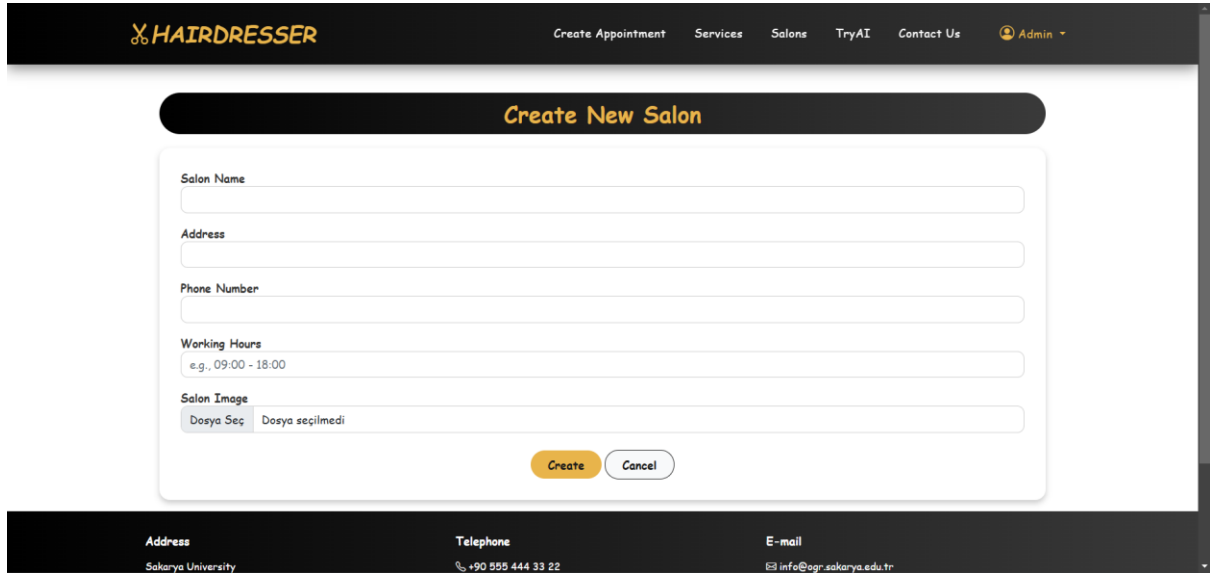 HAIRDRESSER
Create Appointment Services Salons TryAI Contact Us Admin
Create New Salon
Salon Name
Address
Phone Number
Working Hours
e.g., 09:00 - 18:00
Salon Image
Dosya Seç Dosya seçilmedi
Create Cancel
Address Telephone E-mail
Sakarya University +90 555 444 33 22 info@ogr.sakarya.edu.tr